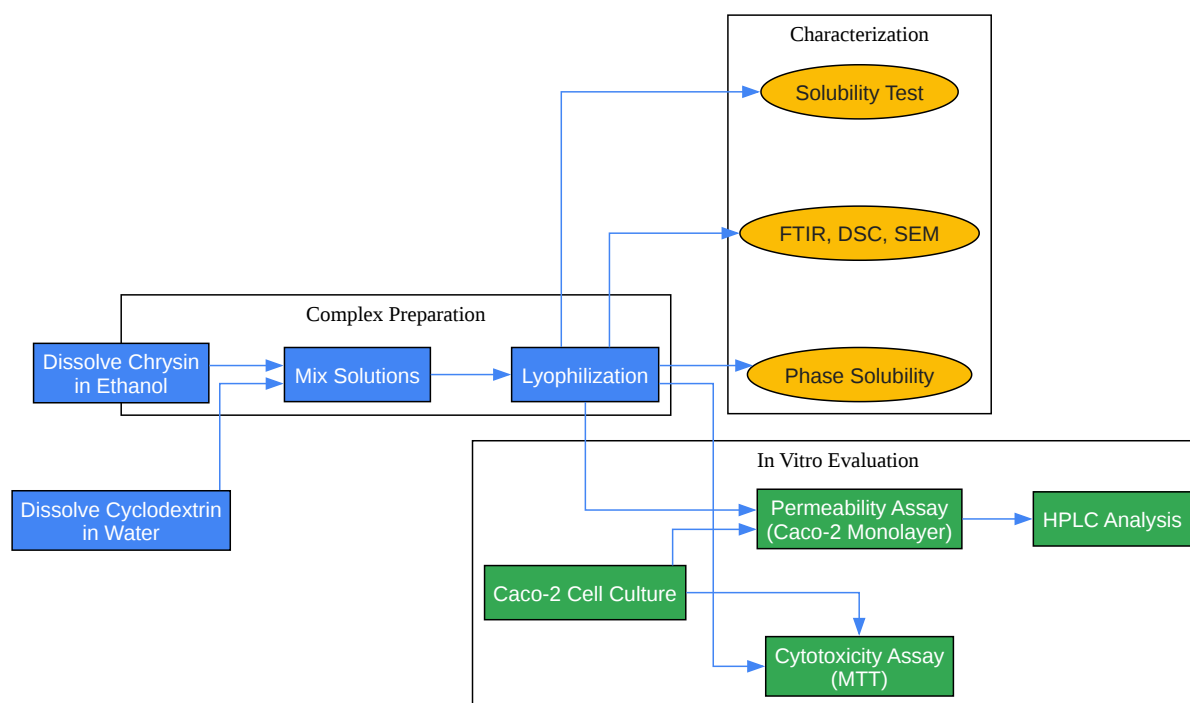 Characterization
Solubility Test
FTIR, DSC, SEM
Phase Solubility
Complex Preparation
Dissolve Chrysin
in Ethanol
Mix Solutions
Lyophilization
Dissolve Cyclodextrin
in Water
In Vitro Evaluation
Permeability Assay
(Caco-2 Monolayer)
HPLC Analysis
Caco-2 Cell Culture
Cytotoxicity Assay
(MTT)